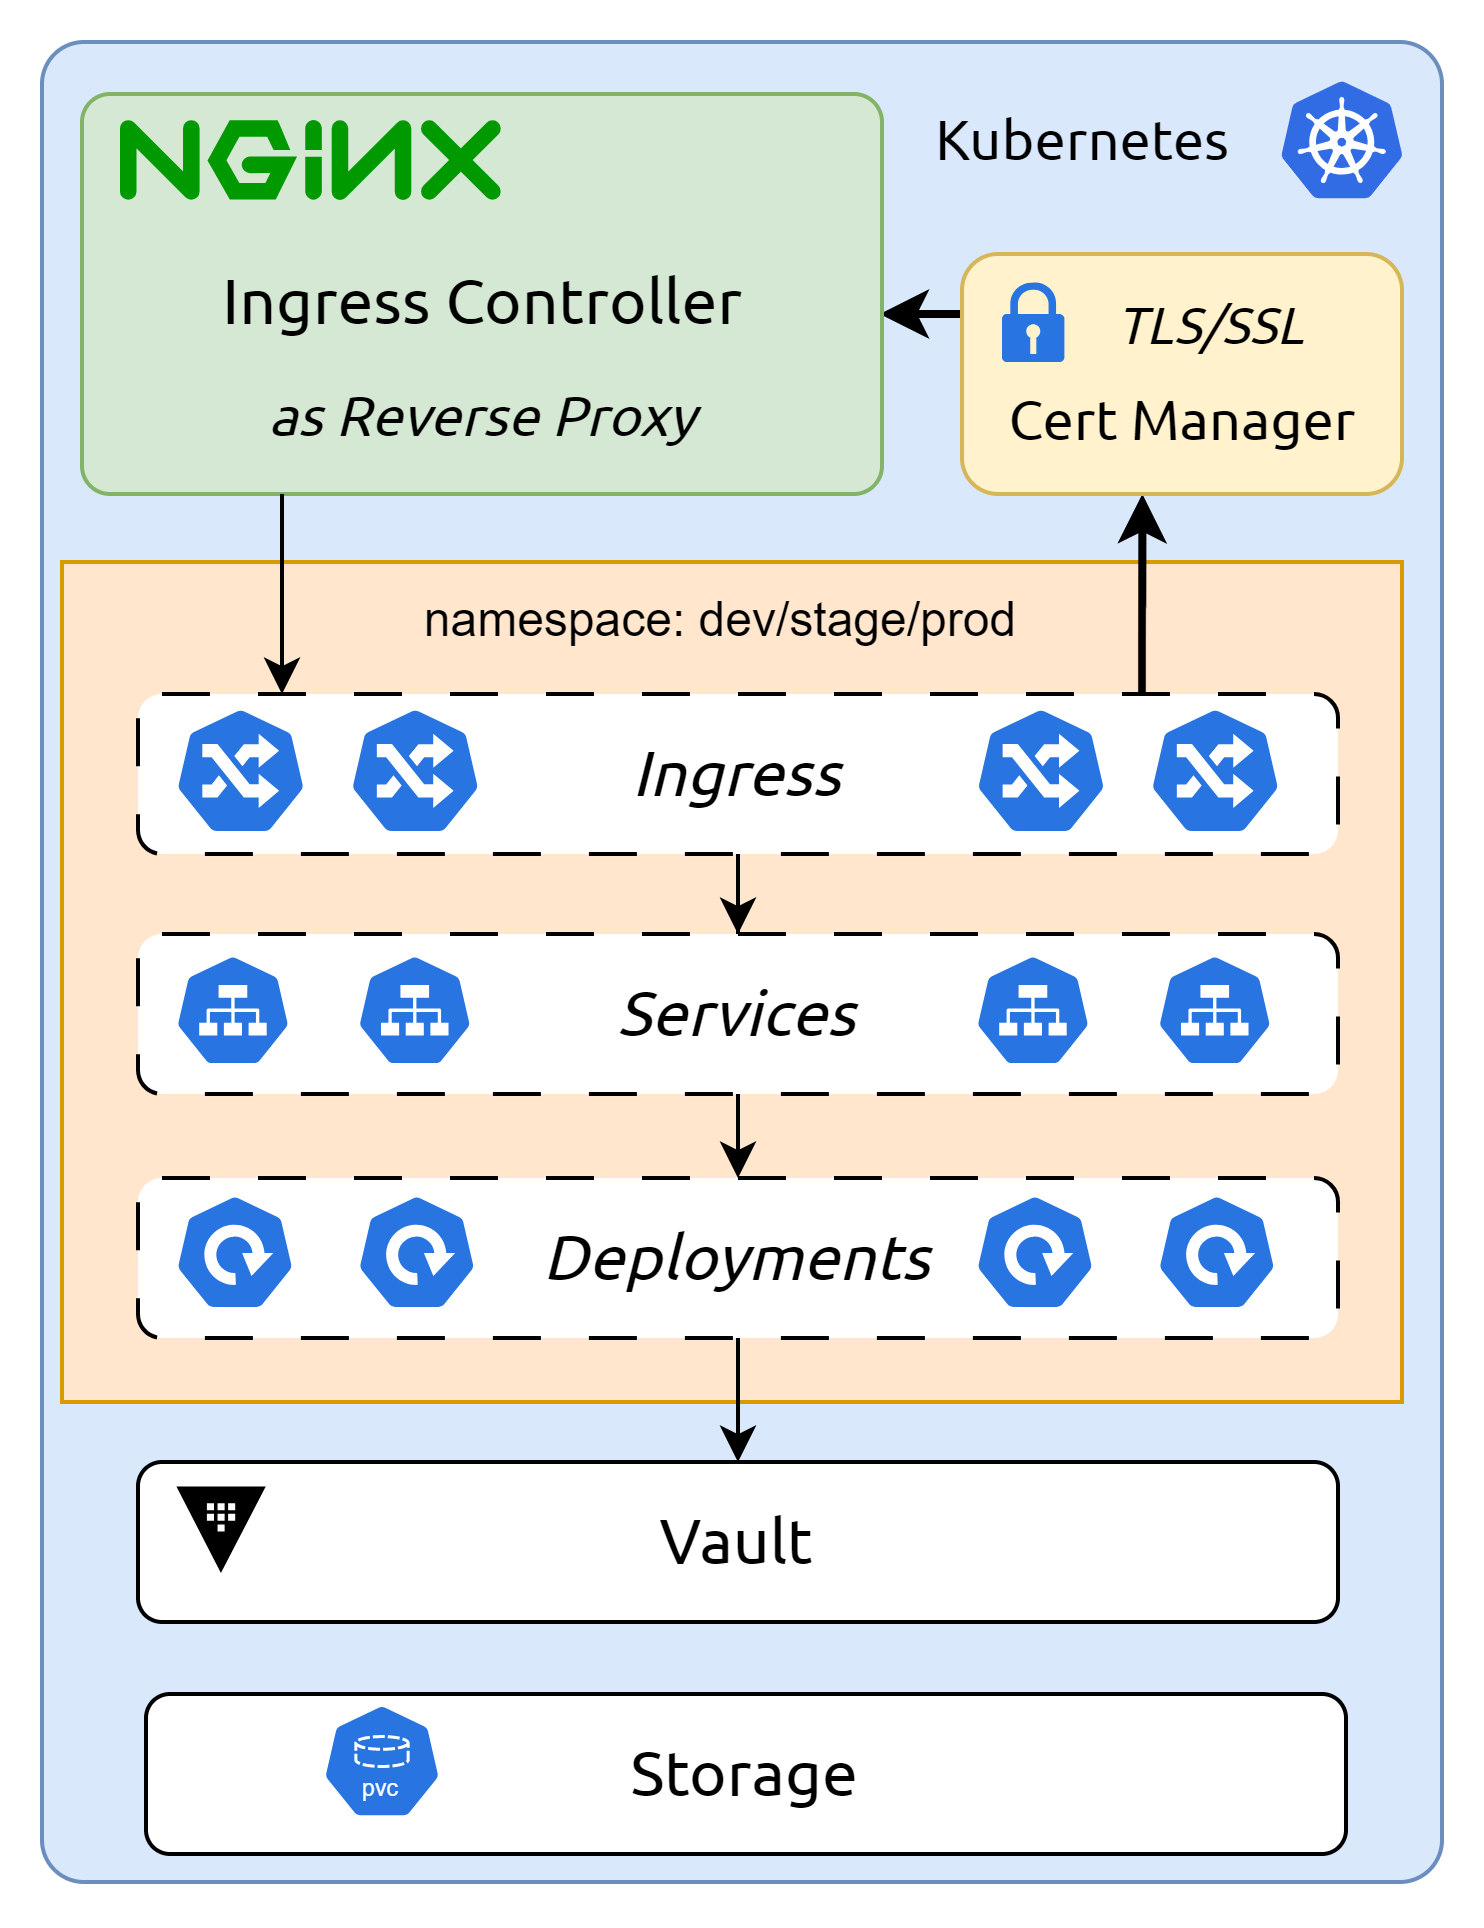 NGINX
Kubernetes
Ingress Controller
as Reverse Proxy
TLS/SSL
Cert Manager
namespace: dev/stage/prod
Ingress
Services
Deployments
Vault
Storage
pvc